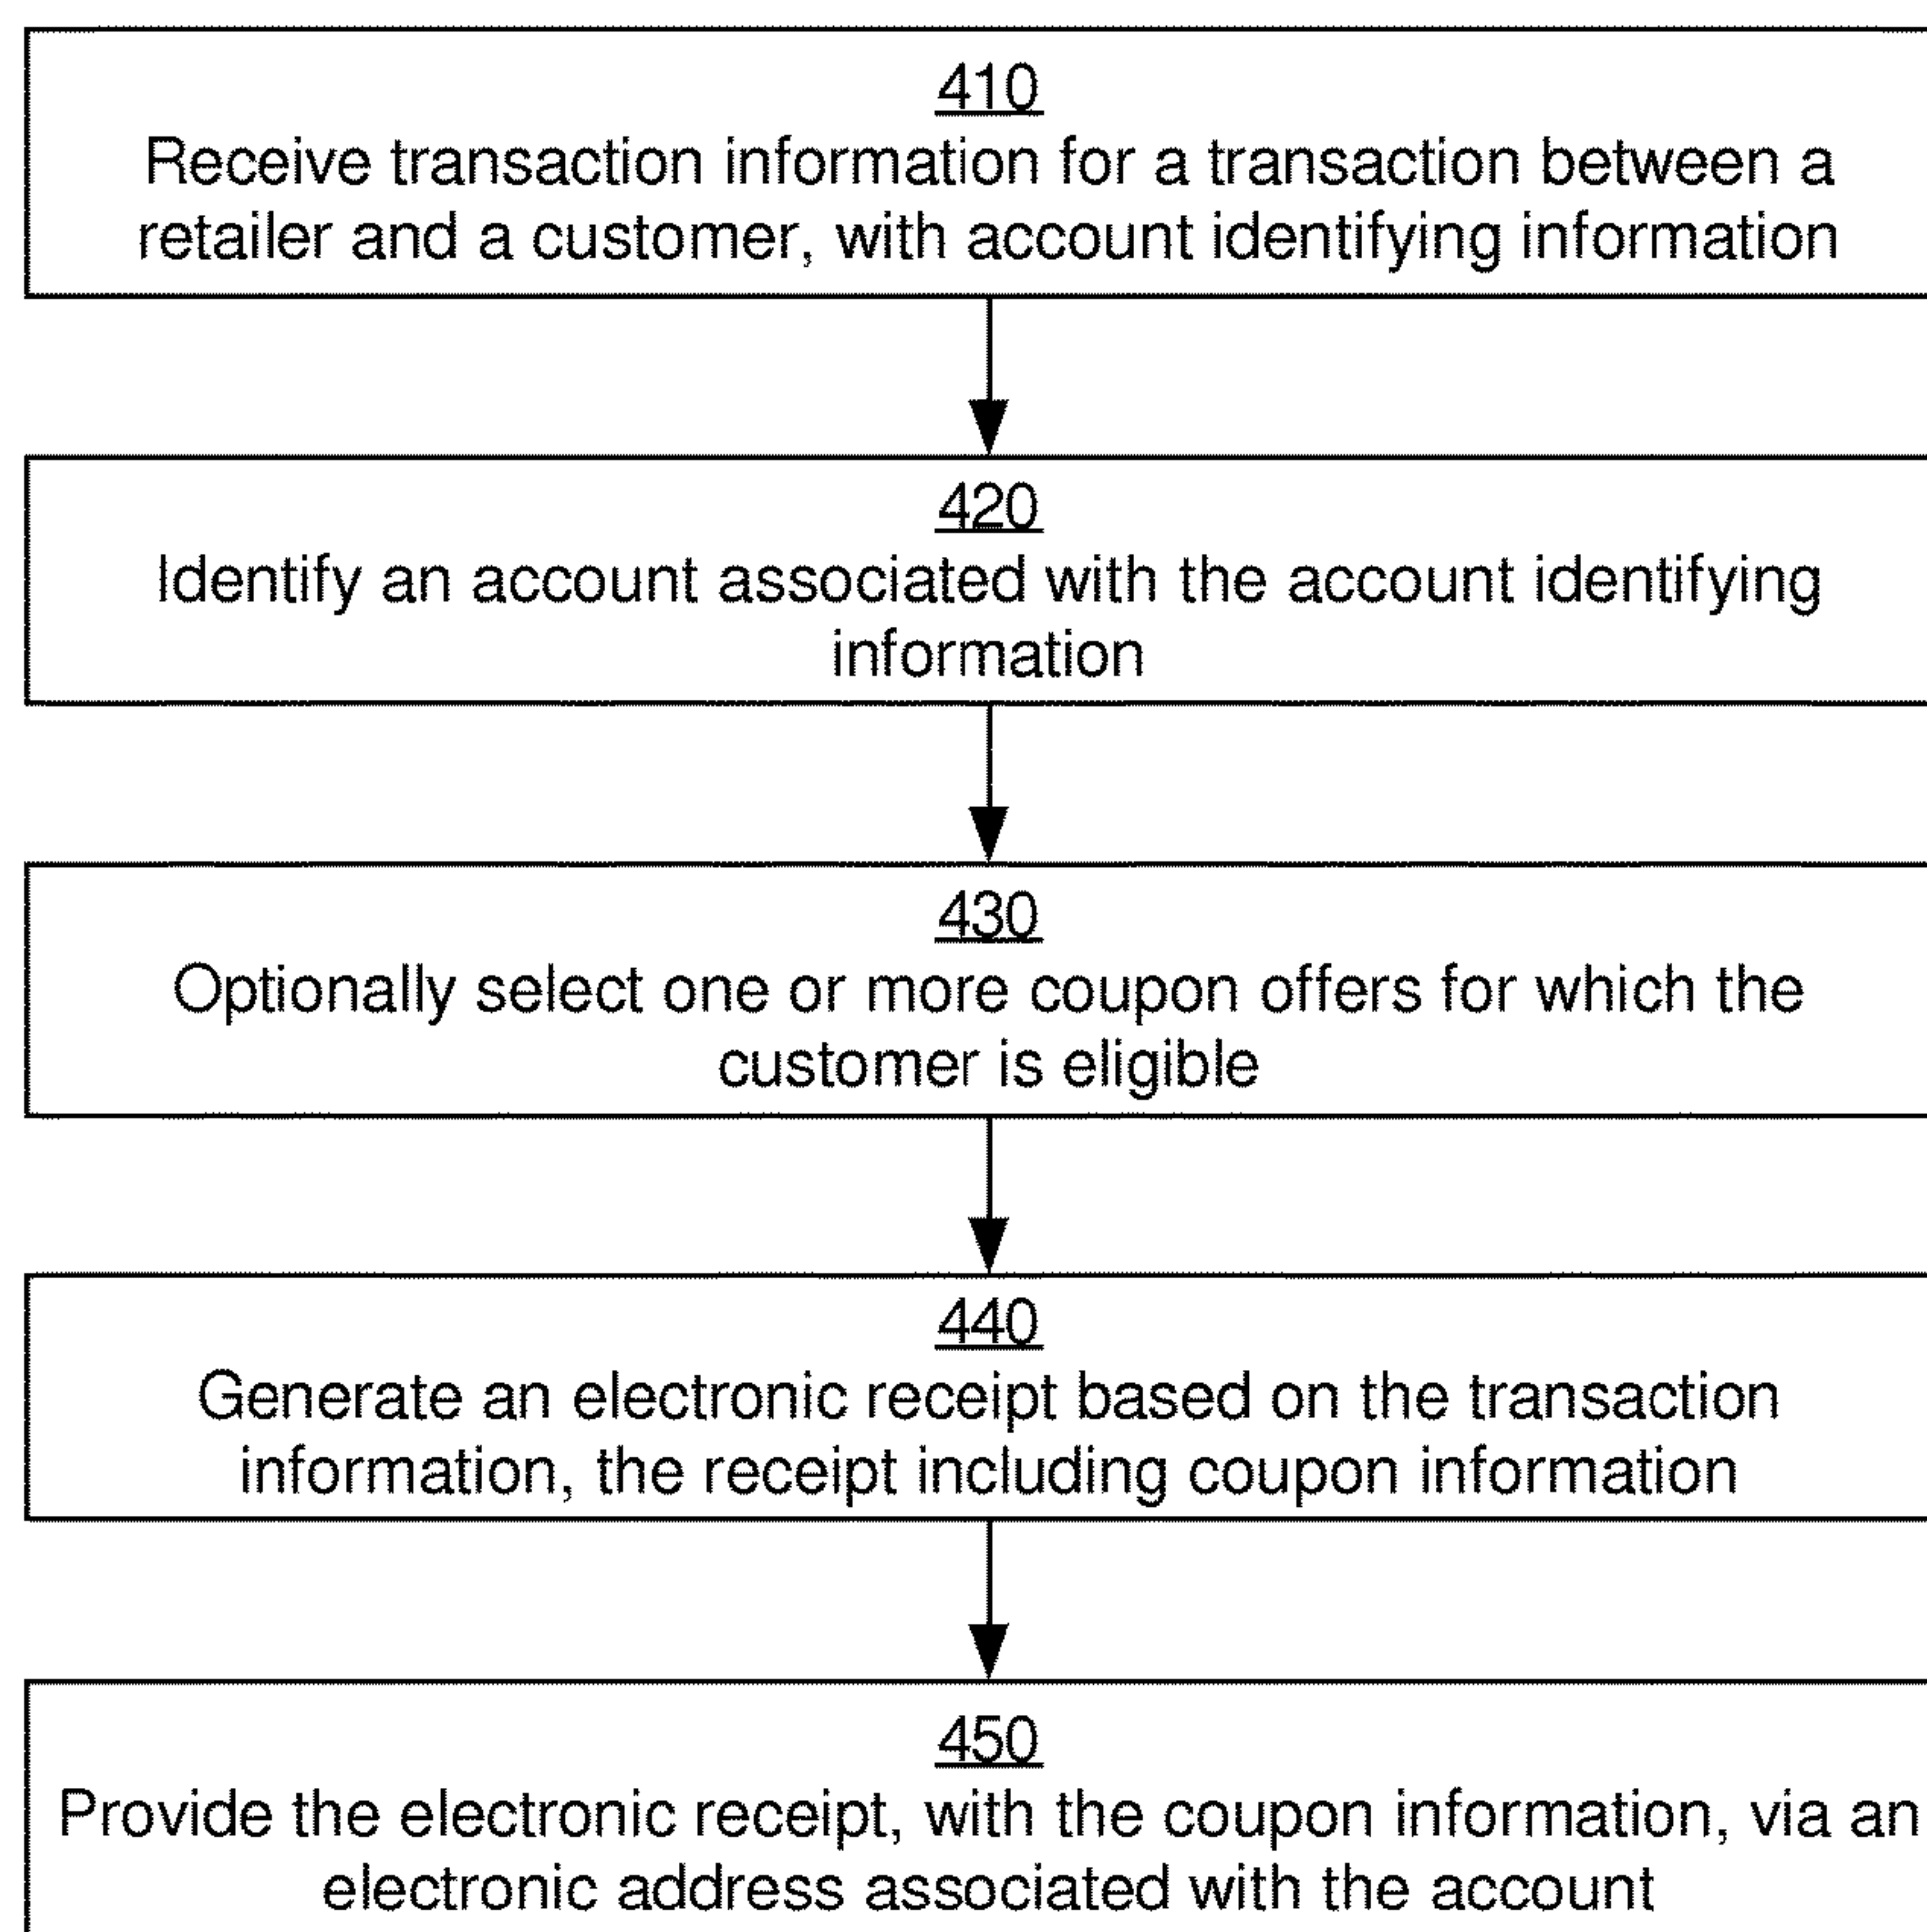 410
Receive transaction information for a transaction between a
retailer and a customer, with account identifying information
420
Identify an account associated with the account identifying
information
430
Optionally select one or more coupon offers for which the
customer is eligible
440
Generate an electronic receipt based on the transaction
information, the receipt including coupon information
450
Provide the electronic receipt, with the coupon information, via an
electronic address associated with the account